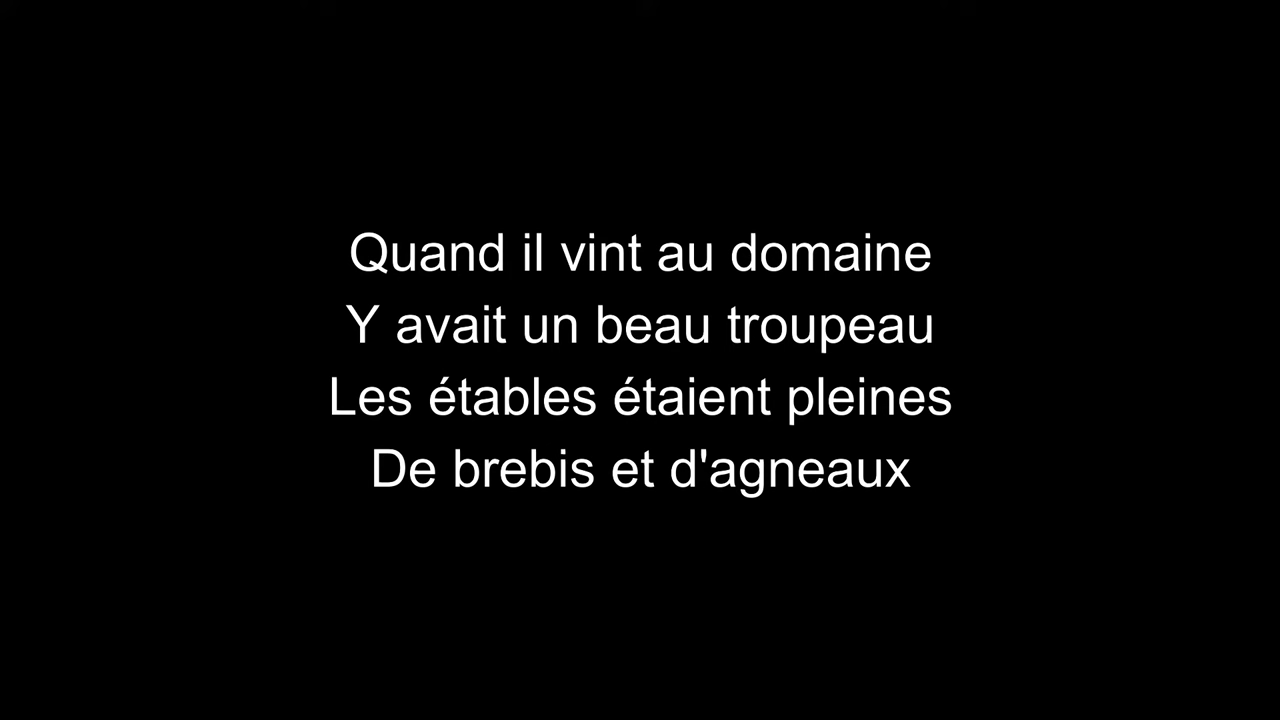 Quand il vint au domaine
Y avait un beau troupeau
Les étables étaient pleines
De brebis et d'agneaux